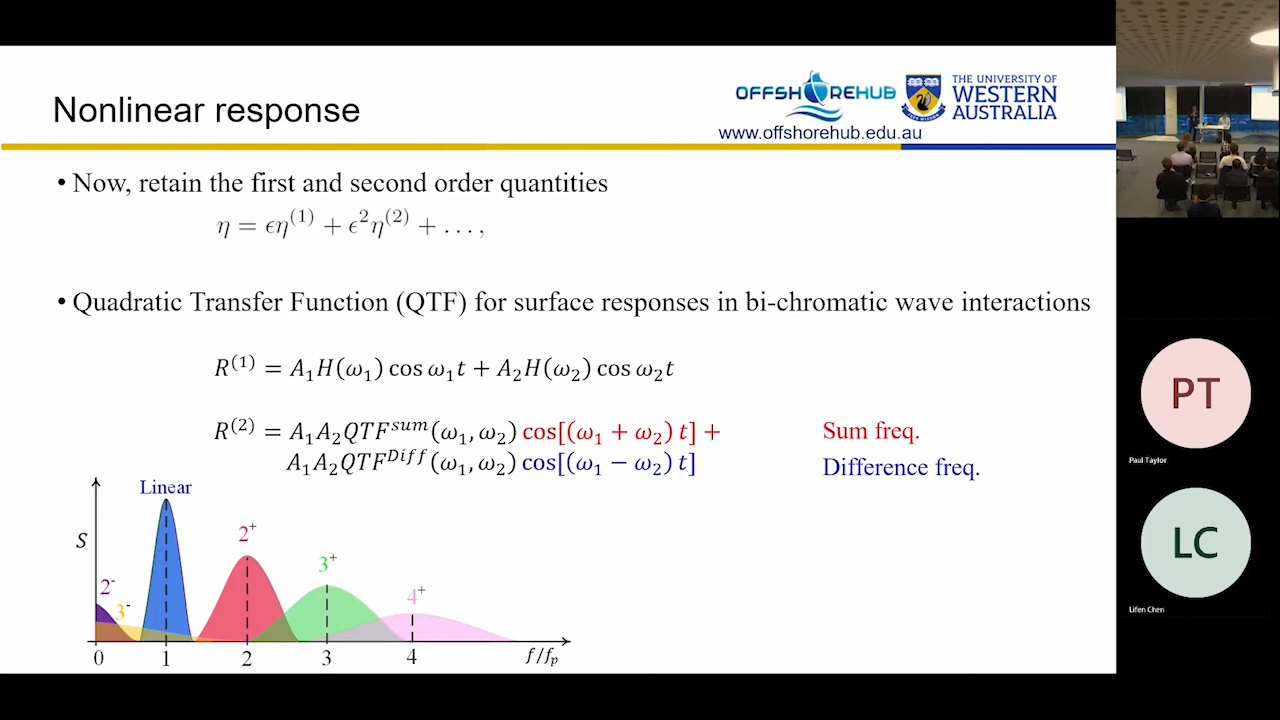 Nonlinear response
OFFSHOREHUB
www.offshorehub.edu.au
THE UNIVERSITY OF
WESTERN
AUSTRALIA
• Now, retain the first and second order quantities
η = ϵη⁽¹⁾ + ϵ²η⁽²⁾ + . . . ,
• Quadratic Transfer Function (QTF) for surface responses in bi-chromatic wave interactions
R⁽¹⁾ = A₁H(ω₁) cos ω₁t + A₂H(ω₂) cos ω₂t
R⁽²⁾ = A₁A₂QTFˢᵘᵐ(ω₁, ω₂) cos[(ω₁ + ω₂) t] + Sum freq.
A₁A₂QTF^Diff(ω₁, ω₂) cos[(ω₁ − ω₂) t] Difference freq.
Linear
S
2⁺
3⁺
4⁺
2⁻
3⁻
0 1 2 3 4 f/fₚ
PT
Paul Taylor
LC
Lifen Chen